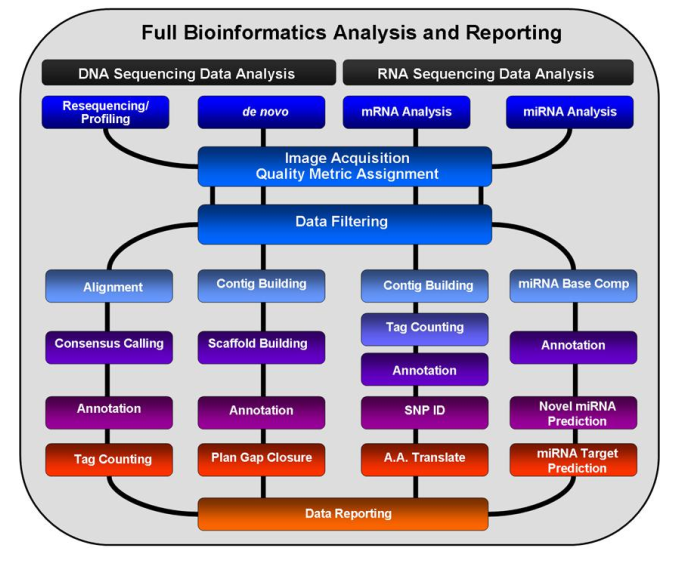 Full Bioinformatics Analysis and Reporting
DNA Sequencing Data Analysis
RNA Sequencing Data Analysis
Resequencing/
Profiling
de novo
mRNA Analysis
miRNA Analysis
Image Acquisition
Quality Metric Assignment
Data Filtering
Alignment
Contig Building
Contig Building
miRNA Base Comp
Tag Counting
Consensus Calling
Scaffold Building
Annotation
Annotation
Annotation
Annotation
SNP ID
Novel miRNA
Prediction
Tag Counting
Plan Gap Closure
A.A. Translate
miRNA Target
Prediction
Data Reporting